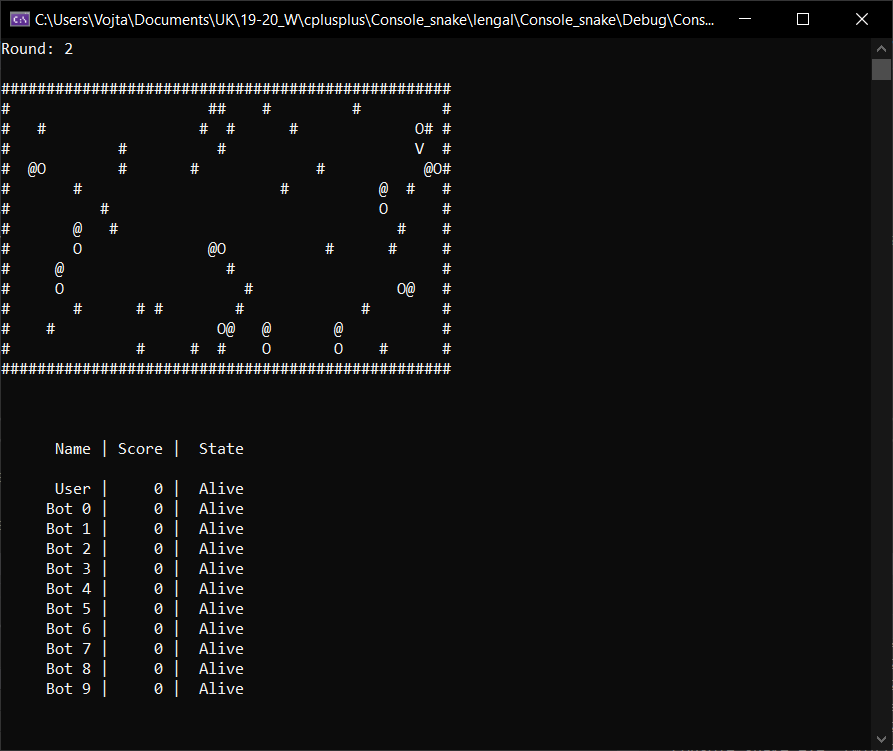 C:\Users\Vojta\Documents\UK\19-20_W\cplusplus\Console_snake\lengal\Console_snake\Debug\Cons...
Round: 2
##################################################
#                      ##    #         #         #
#   #                 #  #      #             O# #
#            #          #                     V  #
#  @O        #       #             #           @O#
#       #                      #          @  #   #
#          #                              O      #
#       @   #                               #    #
#       O              @O           #      #     #
#     @                  #                       #
#     O                    #                O@   #
#       #      # #        #             #        #
#    #                  O@   @       @           #
#              #     #  #    O       O    #      #
##################################################
Name | Score |  State
User |     0 |  Alive
Bot 0 |     0 |  Alive
Bot 1 |     0 |  Alive
Bot 2 |     0 |  Alive
Bot 3 |     0 |  Alive
Bot 4 |     0 |  Alive
Bot 5 |     0 |  Alive
Bot 6 |     0 |  Alive
Bot 7 |     0 |  Alive
Bot 8 |     0 |  Alive
Bot 9 |     0 |  Alive